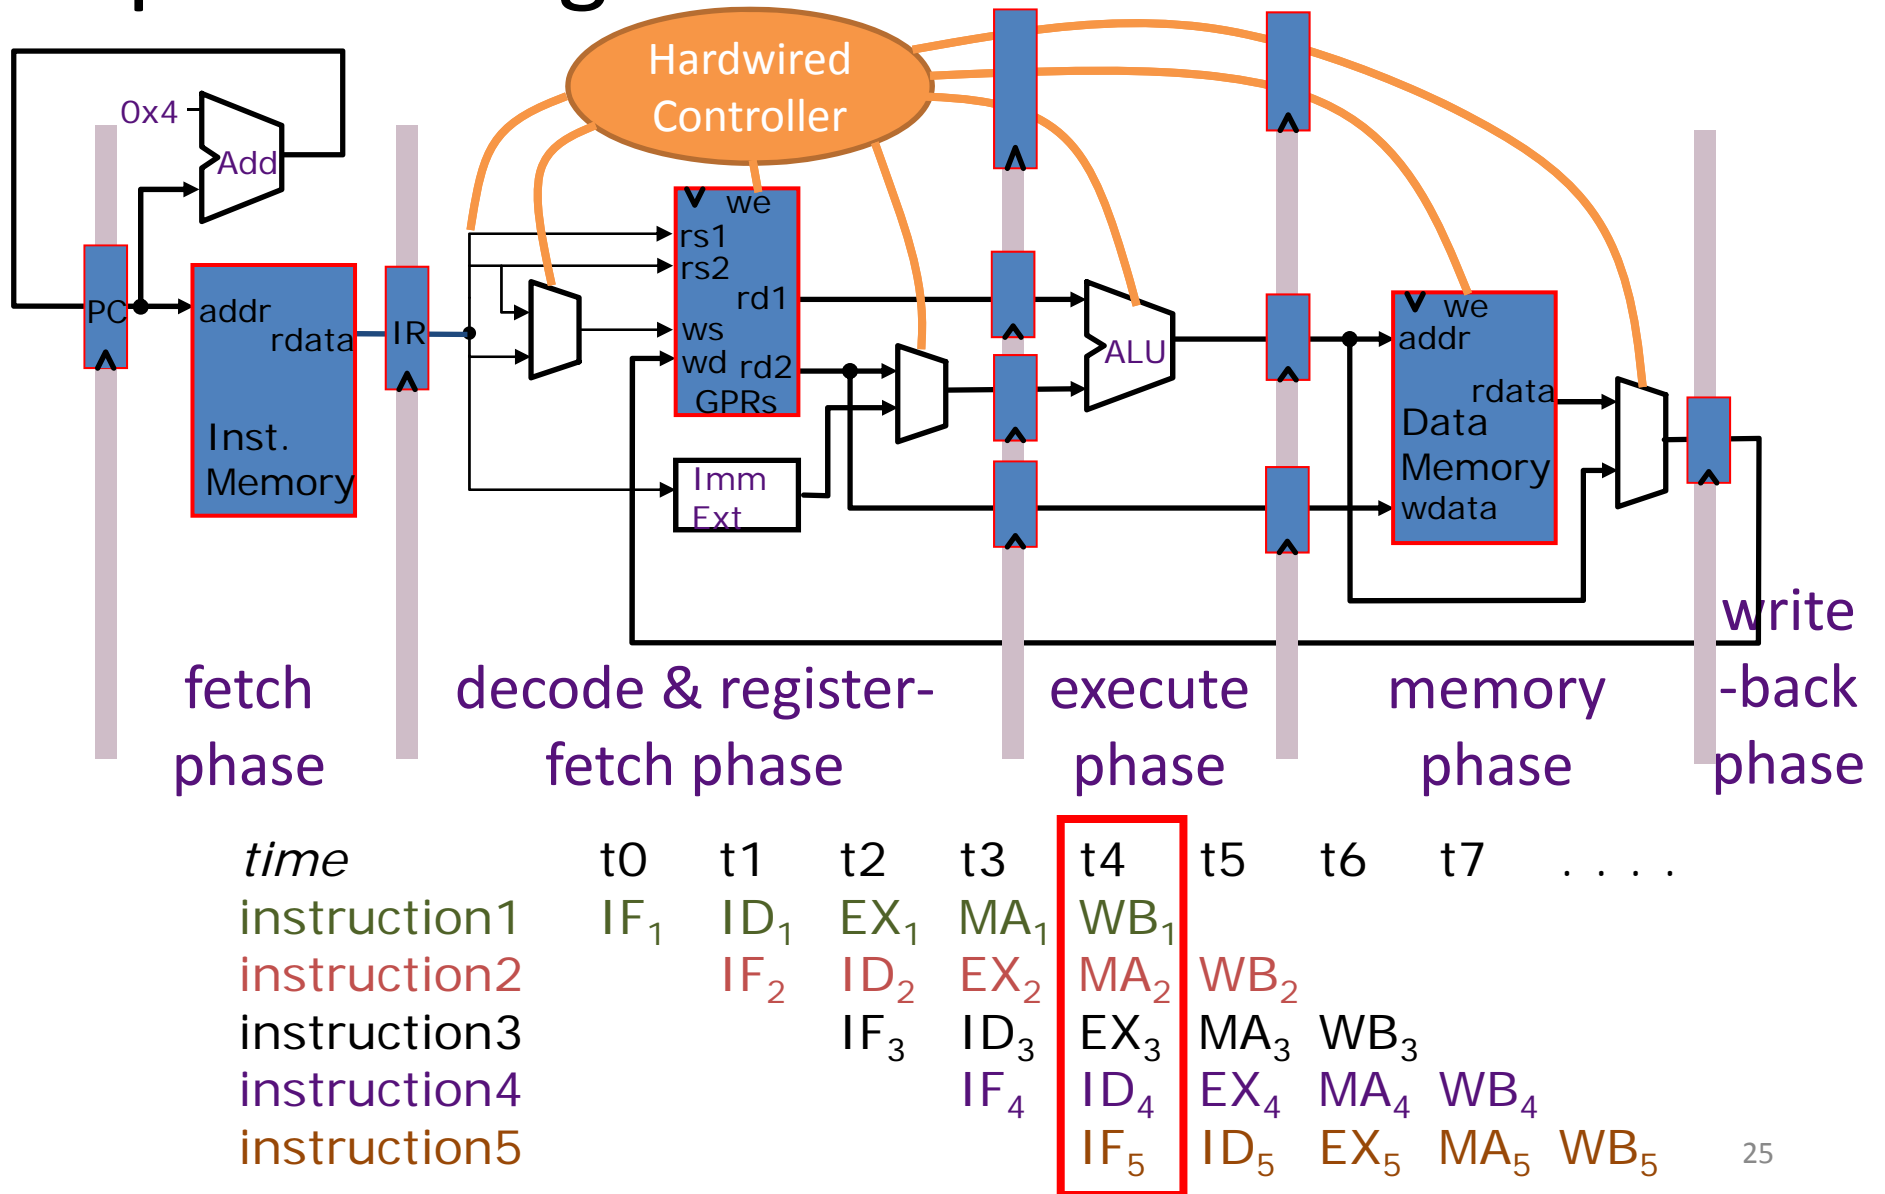 Hardwired
Controller
0x4
Add
PC
addr
rdata
Inst.
Memory
IR
we
rs1
rs2
rd1
ws
wd rd2
GPRs
Imm
Ext
ALU
we
addr
rdata
Data
Memory
wdata
fetch
phase
decode & register-
fetch phase
execute
phase
memory
phase
write
-back
phase
time t0 t1 t2 t3 t4 t5 t6 t7 . . . .
instruction1 IF1 ID1 EX1 MA1 WB1
instruction2 IF2 ID2 EX2 MA2 WB2
instruction3 IF3 ID3 EX3 MA3 WB3
instruction4 IF4 ID4 EX4 MA4 WB4
instruction5 IF5 ID5 EX5 MA5 WB5
25